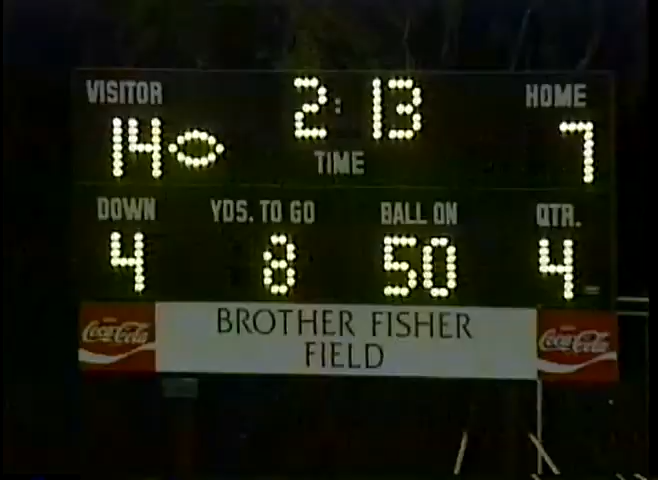 VISITOR 2:13 HOME
14 TIME 7
DOWN YDS. TO GO BALL ON QTR.
4 8 50 4
Coca-Cola BROTHER FISHER Coca-Cola
FIELD